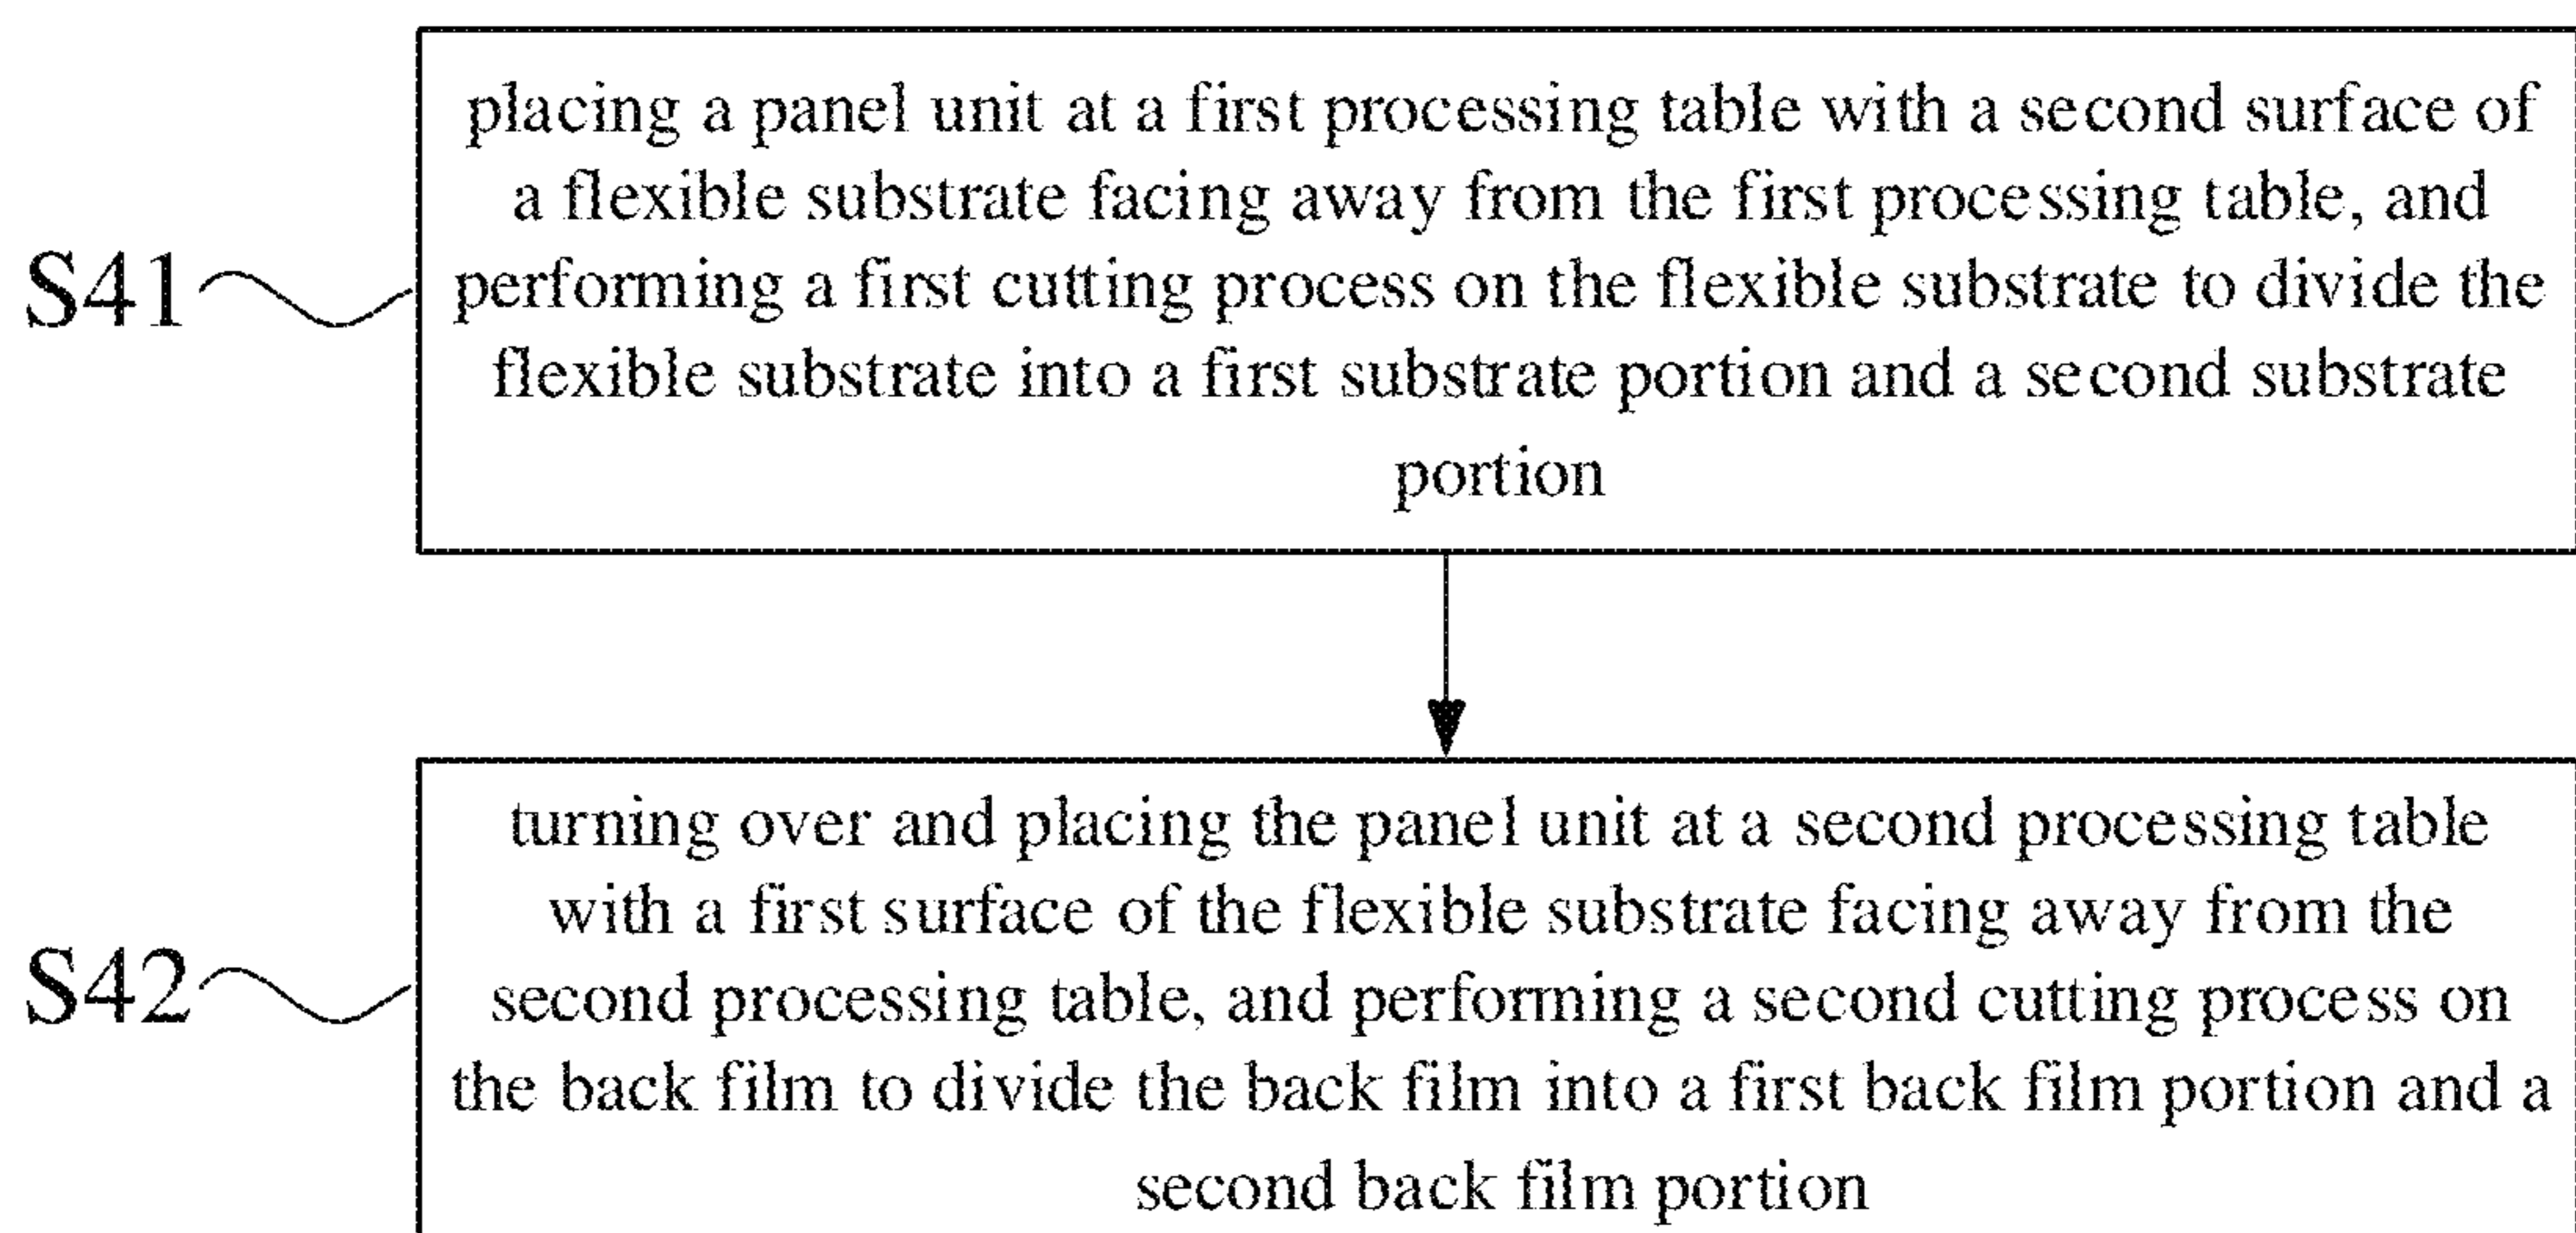 placing a panel unit at a first processing table with a second surface of
a flexible substrate facing away from the first processing table, and
S41
performing a first cutting process on the flexible substrate to divide the
flexible substrate into a first substrate portion and a second substrate
portion
turning over and placing the panel unit at a second processing table
with a first surface of the flexible substrate facing away from the
S42
second processing table, and performing a second cutting process on
the back film to divide the back film into a first back film portion and a
second back film portion